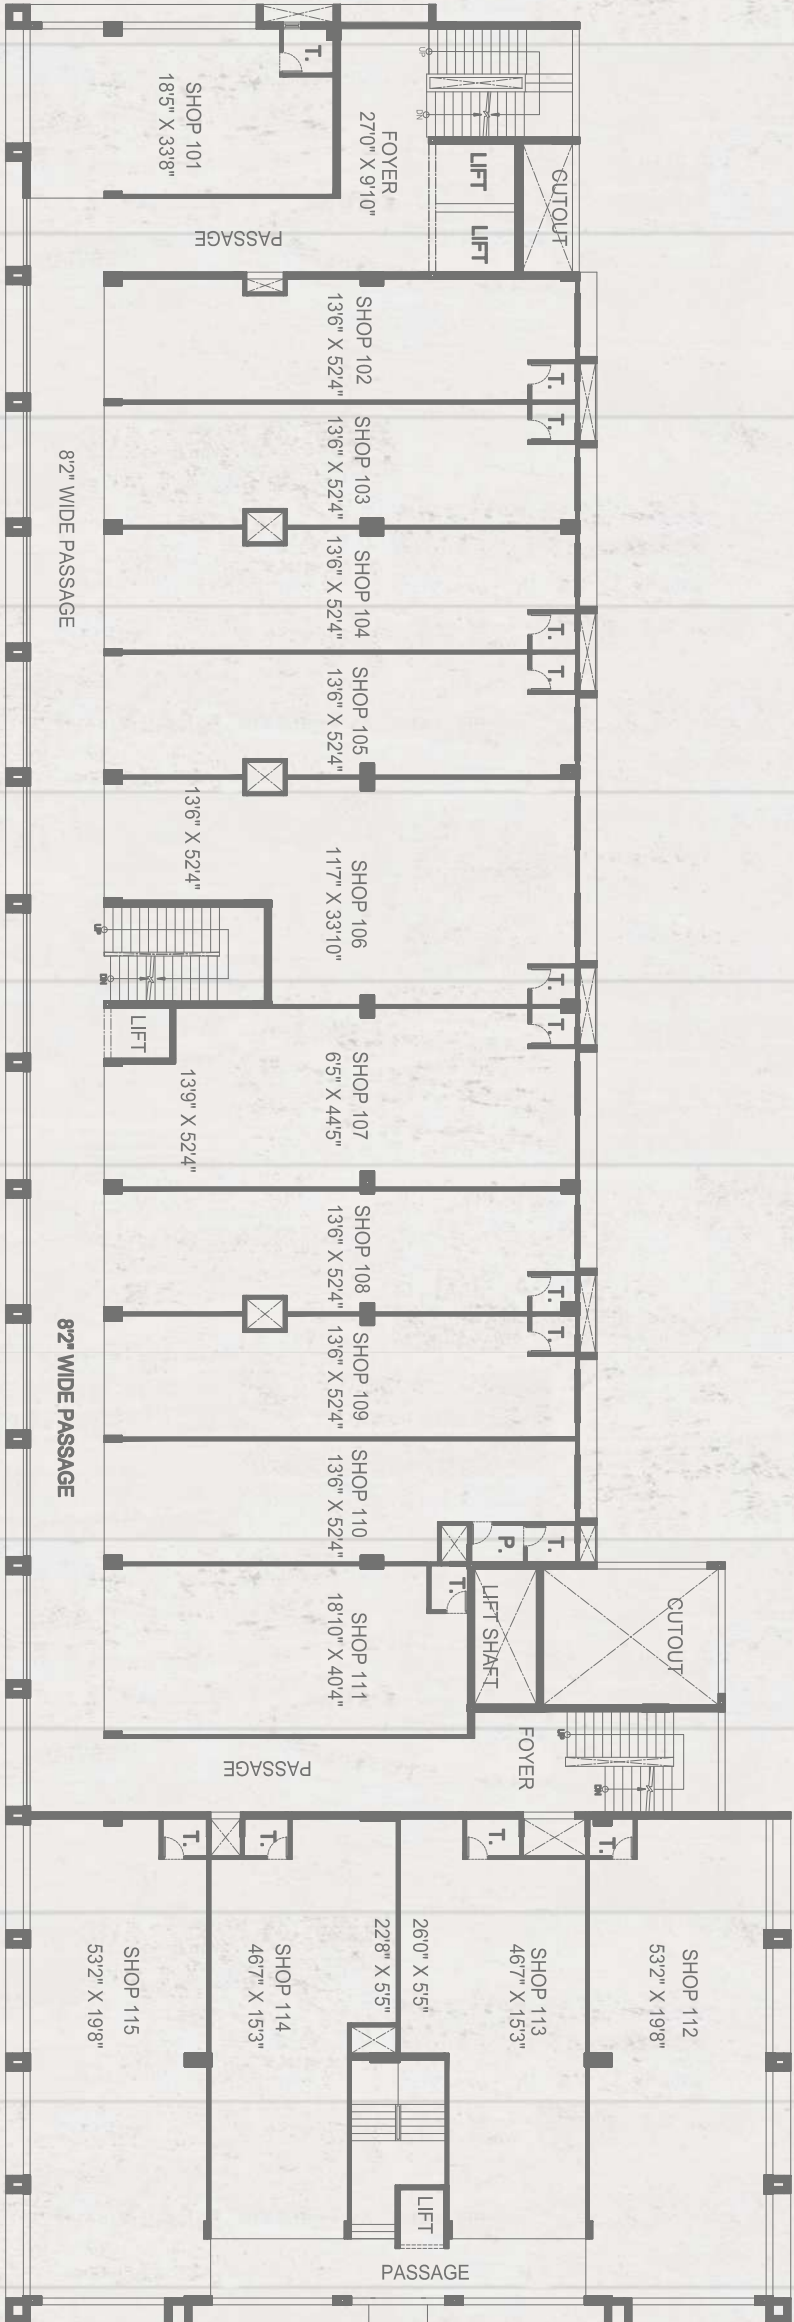 T.
SHOP 101
18'5" X 33'8"
FOYER
27'0" X 9'10"
UP
DN
LIFT
LIFT
CUTOUT
PASSAGE
SHOP 102
13'6" X 52'4"
T.
T.
SHOP 103
13'6" X 52'4"
8'2" WIDE PASSAGE
SHOP 104
13'6" X 52'4"
T.
T.
SHOP 105
13'6" X 52'4"
13'6" X 52'4"
SHOP 106
11'7" X 33'10"
UP
DN
T.
T.
LIFT
SHOP 107
6'5" X 44'5"
13'9" X 52'4"
SHOP 108
13'6" X 52'4"
T.
T.
8'2" WIDE PASSAGE
SHOP 109
13'6" X 52'4"
SHOP 110
13'6" X 52'4"
P.
T.
T.
SHOP 111
18'10" X 40'4"
LIFT SHAFT
CUTOUT
PASSAGE
FOYER
UP
DN
T.
T.
T.
T.
SHOP 115
53'2" X 19'8"
SHOP 114
46'7" X 15'3"
22'8" X 5'5"
26'0" X 5'5"
SHOP 113
46'7" X 15'3"
SHOP 112
53'2" X 19'8"
LIFT
PASSAGE